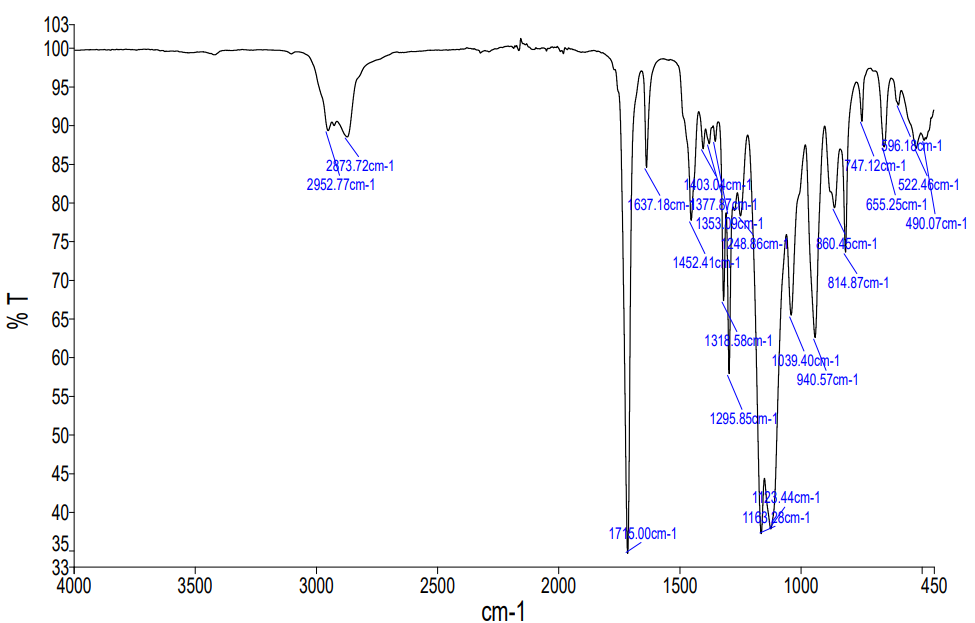 103
100
95
90
85
80
75
70
65
60
55
50
45
40
35
33
% T
4000
3500
3000
2500
2000
1500
1000
450
cm-1
2873.72cm-1
2952.77cm-1
1715.00cm-1
1637.18cm-1
1452.41cm-1
1403.04cm-1
1377.87cm-1
1353.09cm-1
1248.86cm-1
1318.58cm-1
1295.85cm-1
1123.44cm-1
1163.28cm-1
1039.40cm-1
940.57cm-1
860.45cm-1
814.87cm-1
747.12cm-1
596.18cm-1
655.25cm-1
522.46cm-1
490.07cm-1